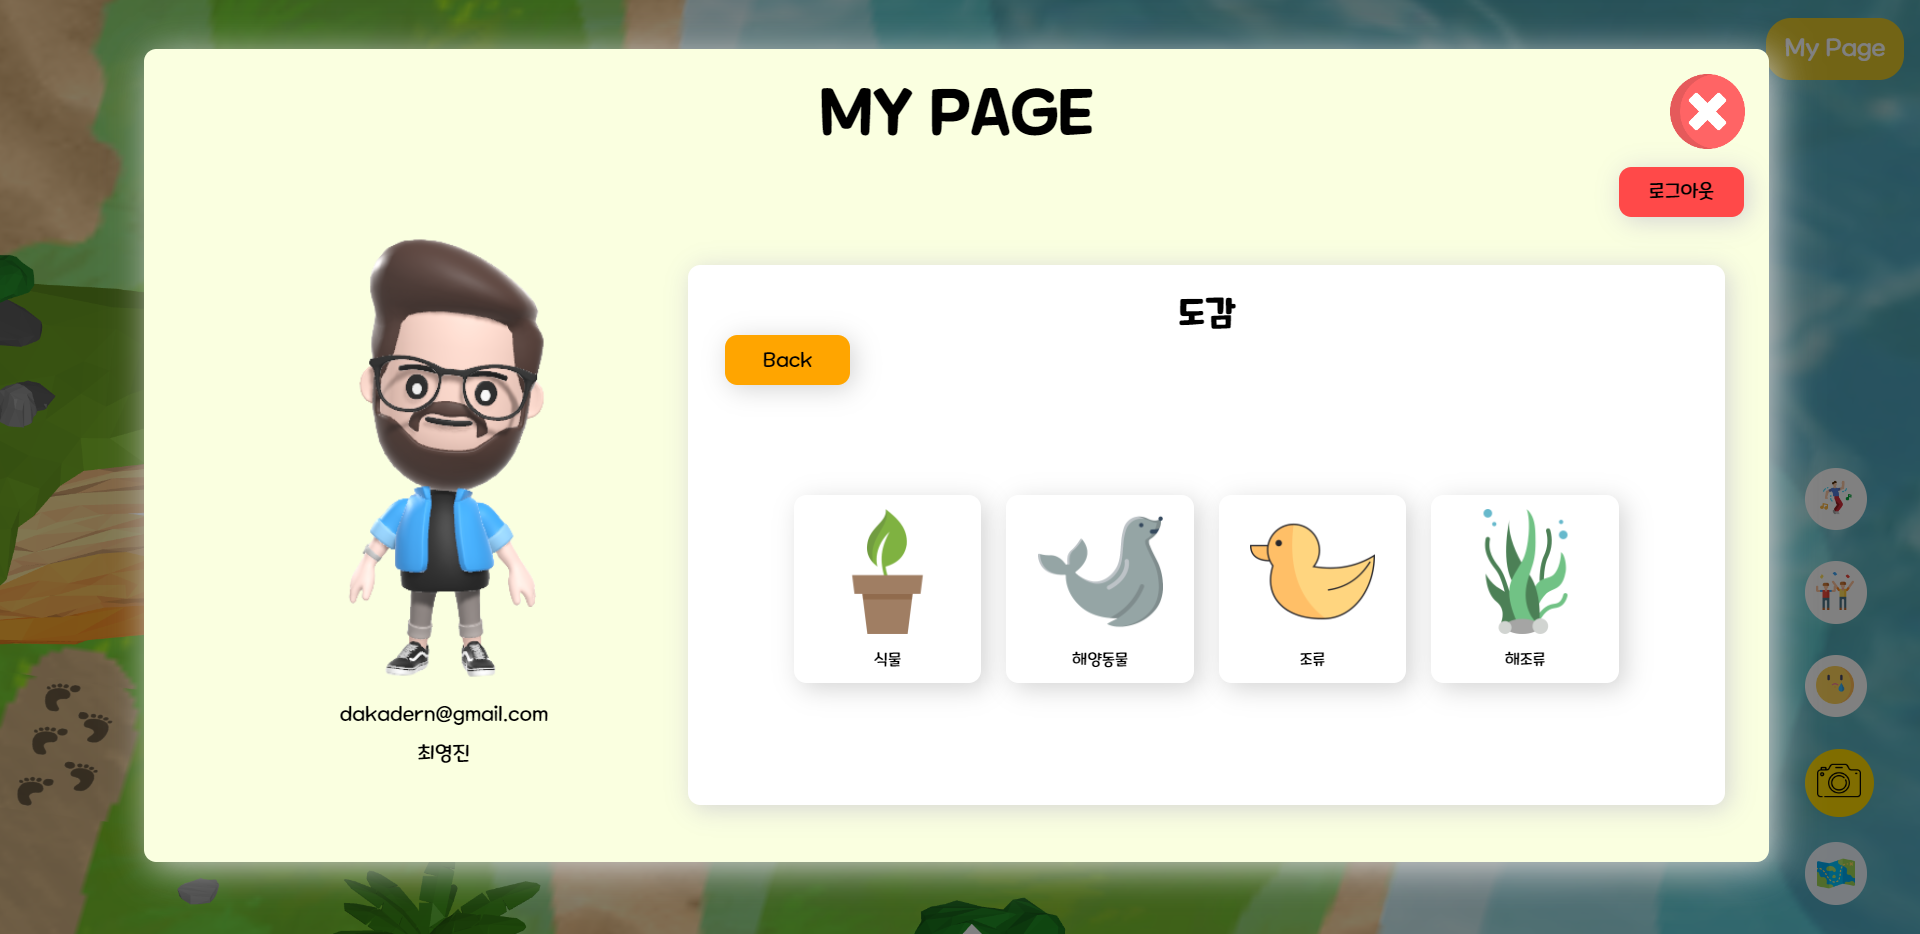 My Page
MY PAGE
로그아웃
도감
Back
식물
해양동물
조류
해조류
dakadern@gmail.com
최영진